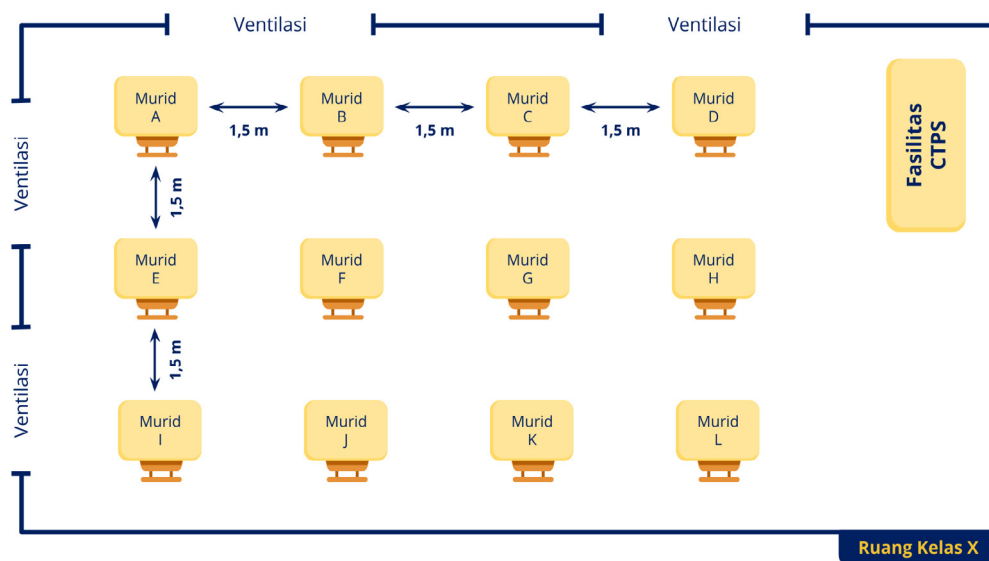 Ventilasi
Ventilasi
Murid
A
1,5 m
Murid
B
1,5 m
Murid
C
1,5 m
Murid
D
Fasilitas
CTPS
Ventilasi
1,5 m
Murid
E
Murid
F
Murid
G
Murid
H
Ventilasi
1,5 m
Murid
I
Murid
J
Murid
K
Murid
L
Ruang Kelas X